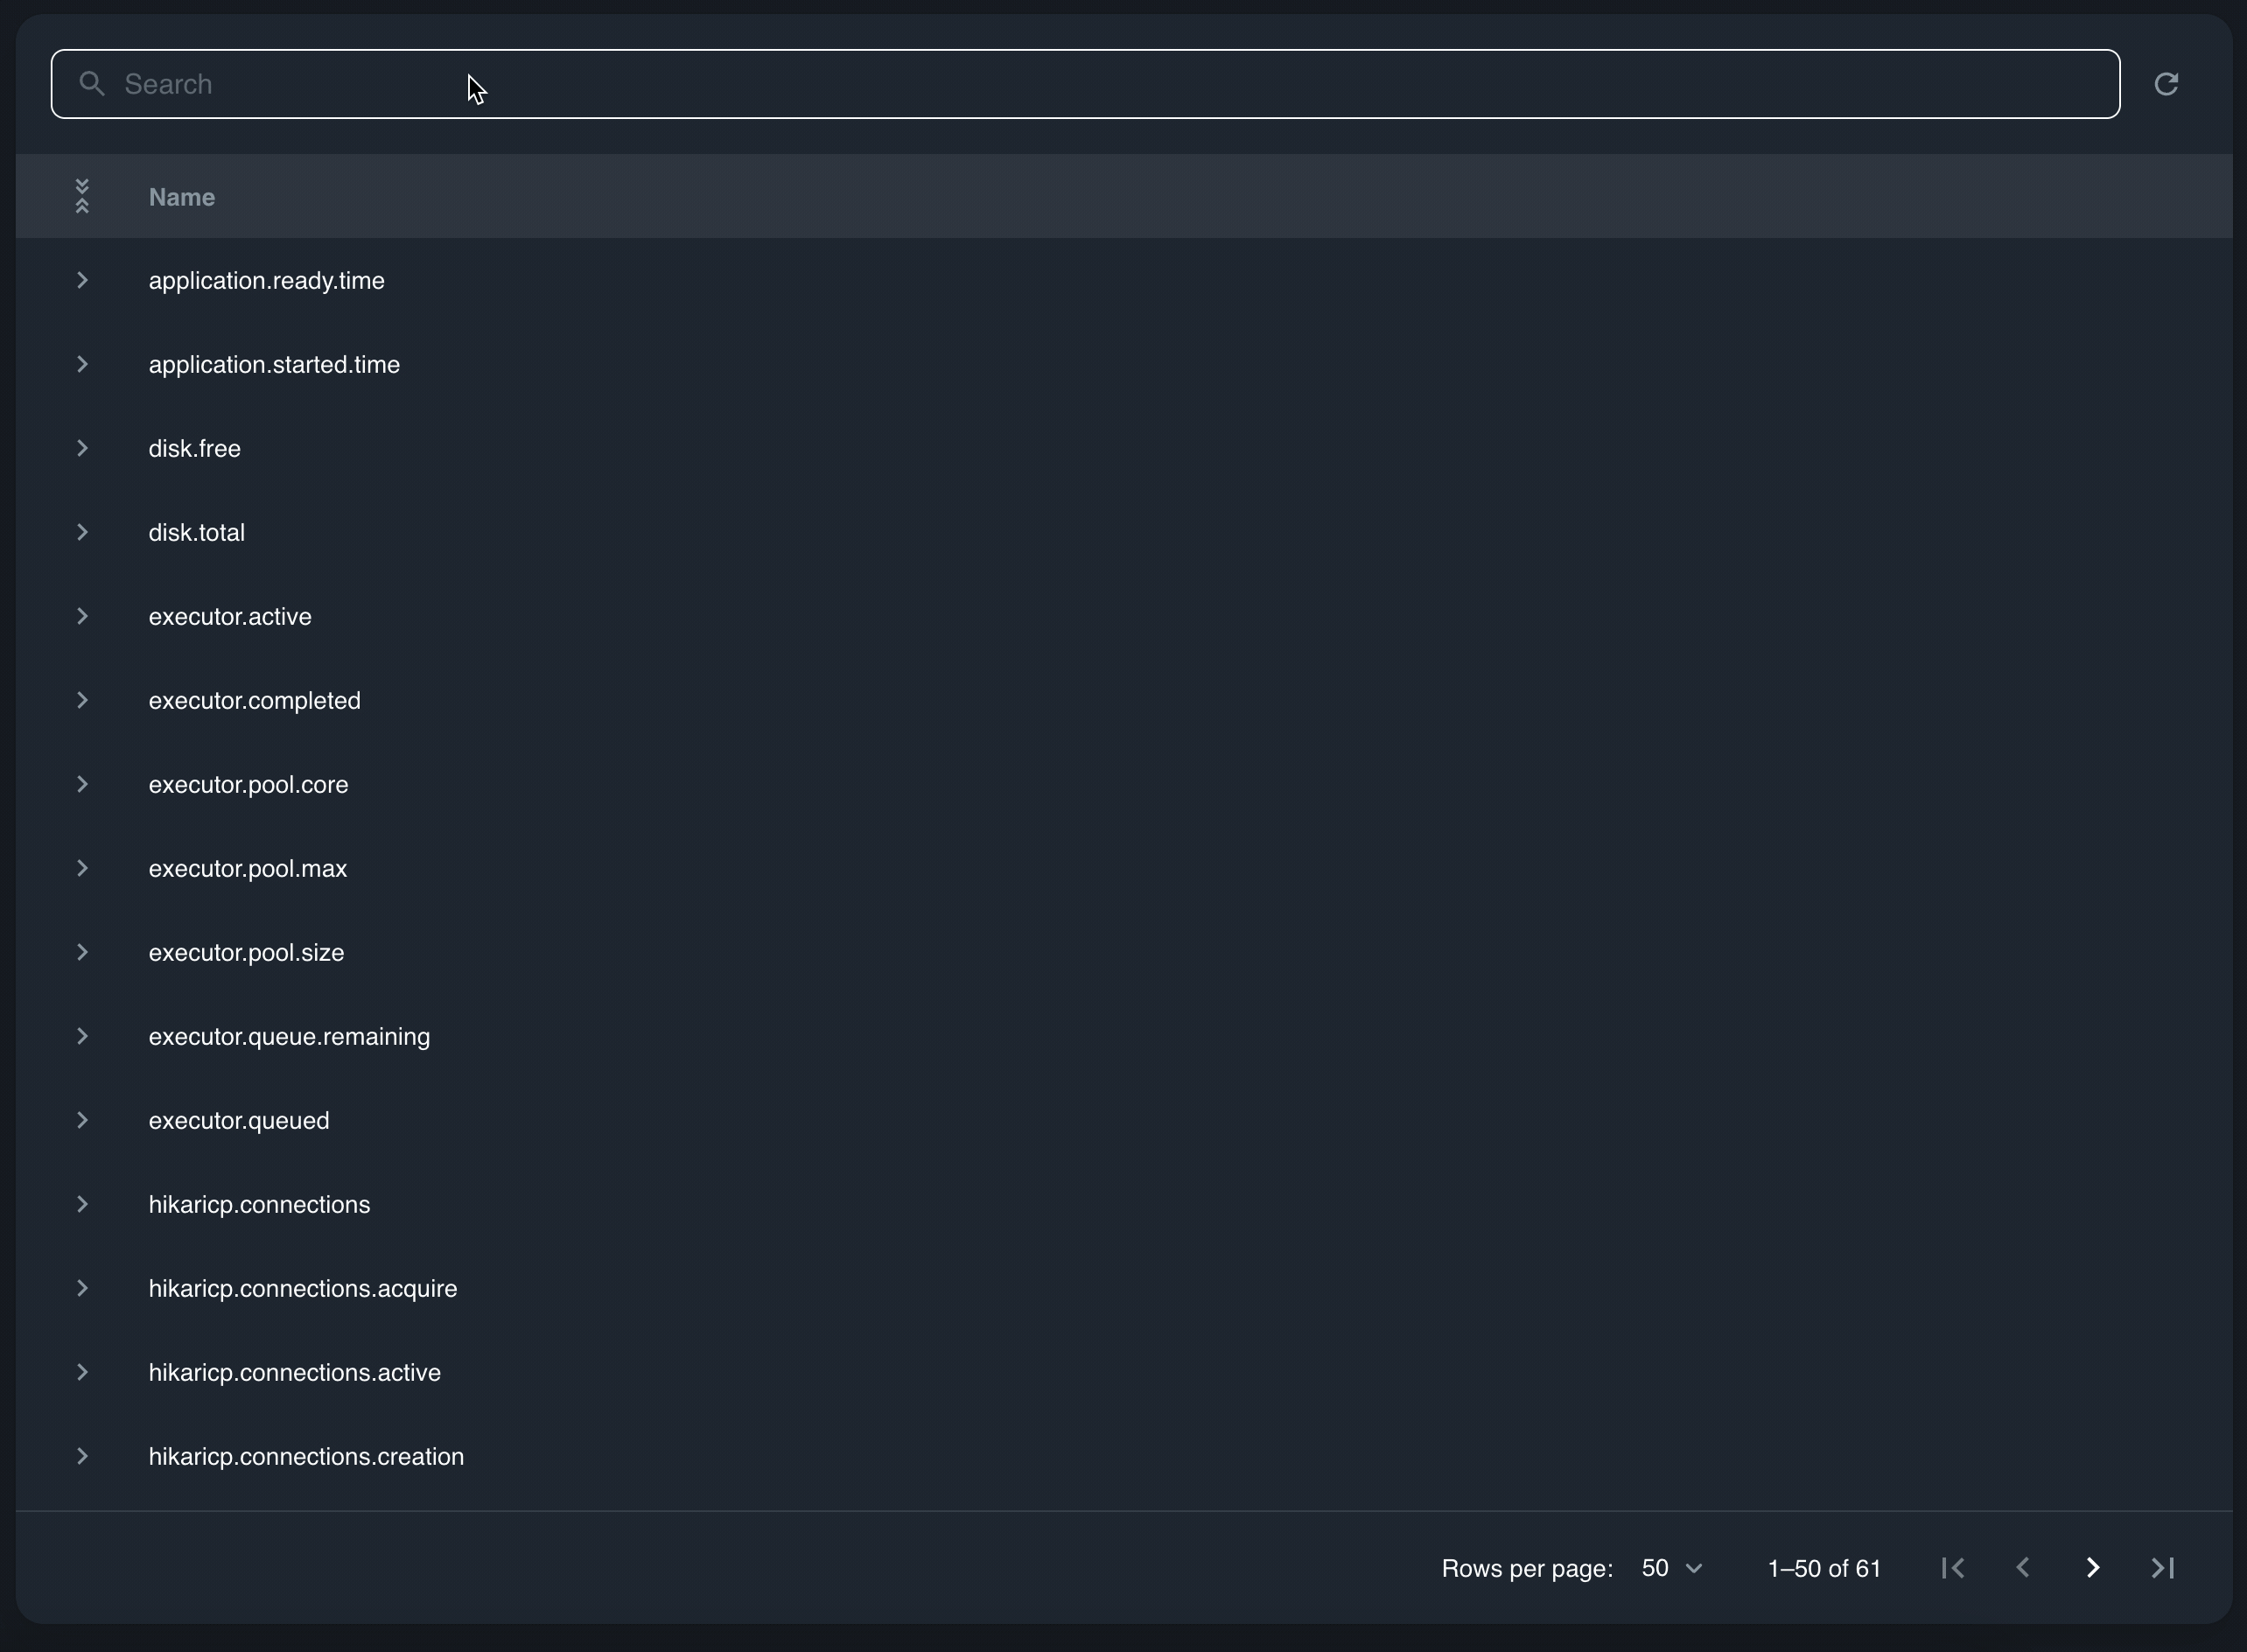 Search
Name
application.ready.time
application.started.time
disk.free
disk.total
executor.active
executor.completed
executor.pool.core
executor.pool.max
executor.pool.size
executor.queue.remaining
executor.queued
hikaricp.connections
hikaricp.connections.acquire
hikaricp.connections.active
hikaricp.connections.creation
Rows per page: 50 1–50 of 61